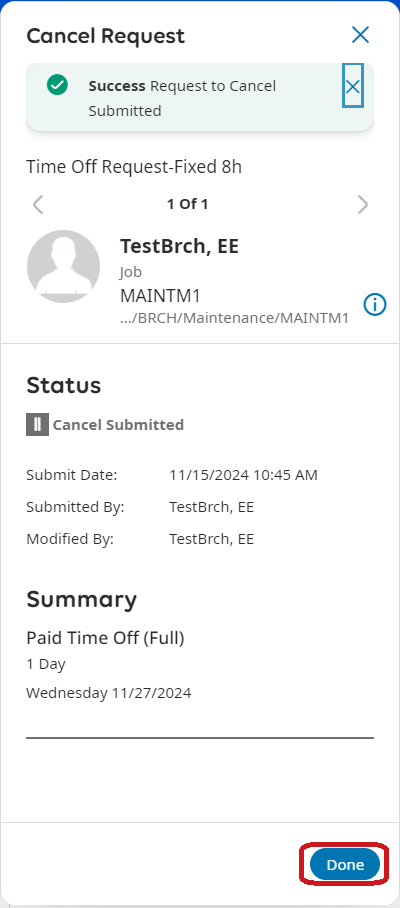 Cancel Request
Success Request to Cancel
Submitted
Time Off Request-Fixed 8h
1 Of 1
TestBrch, EE
Job
MAINTM1
.../BRCH/Maintenance/MAINTM1
Status
Cancel Submitted
Submit Date: 11/15/2024 10:45 AM
Submitted By: TestBrch, EE
Modified By: TestBrch, EE
Summary
Paid Time Off (Full)
1 Day
Wednesday 11/27/2024
Done